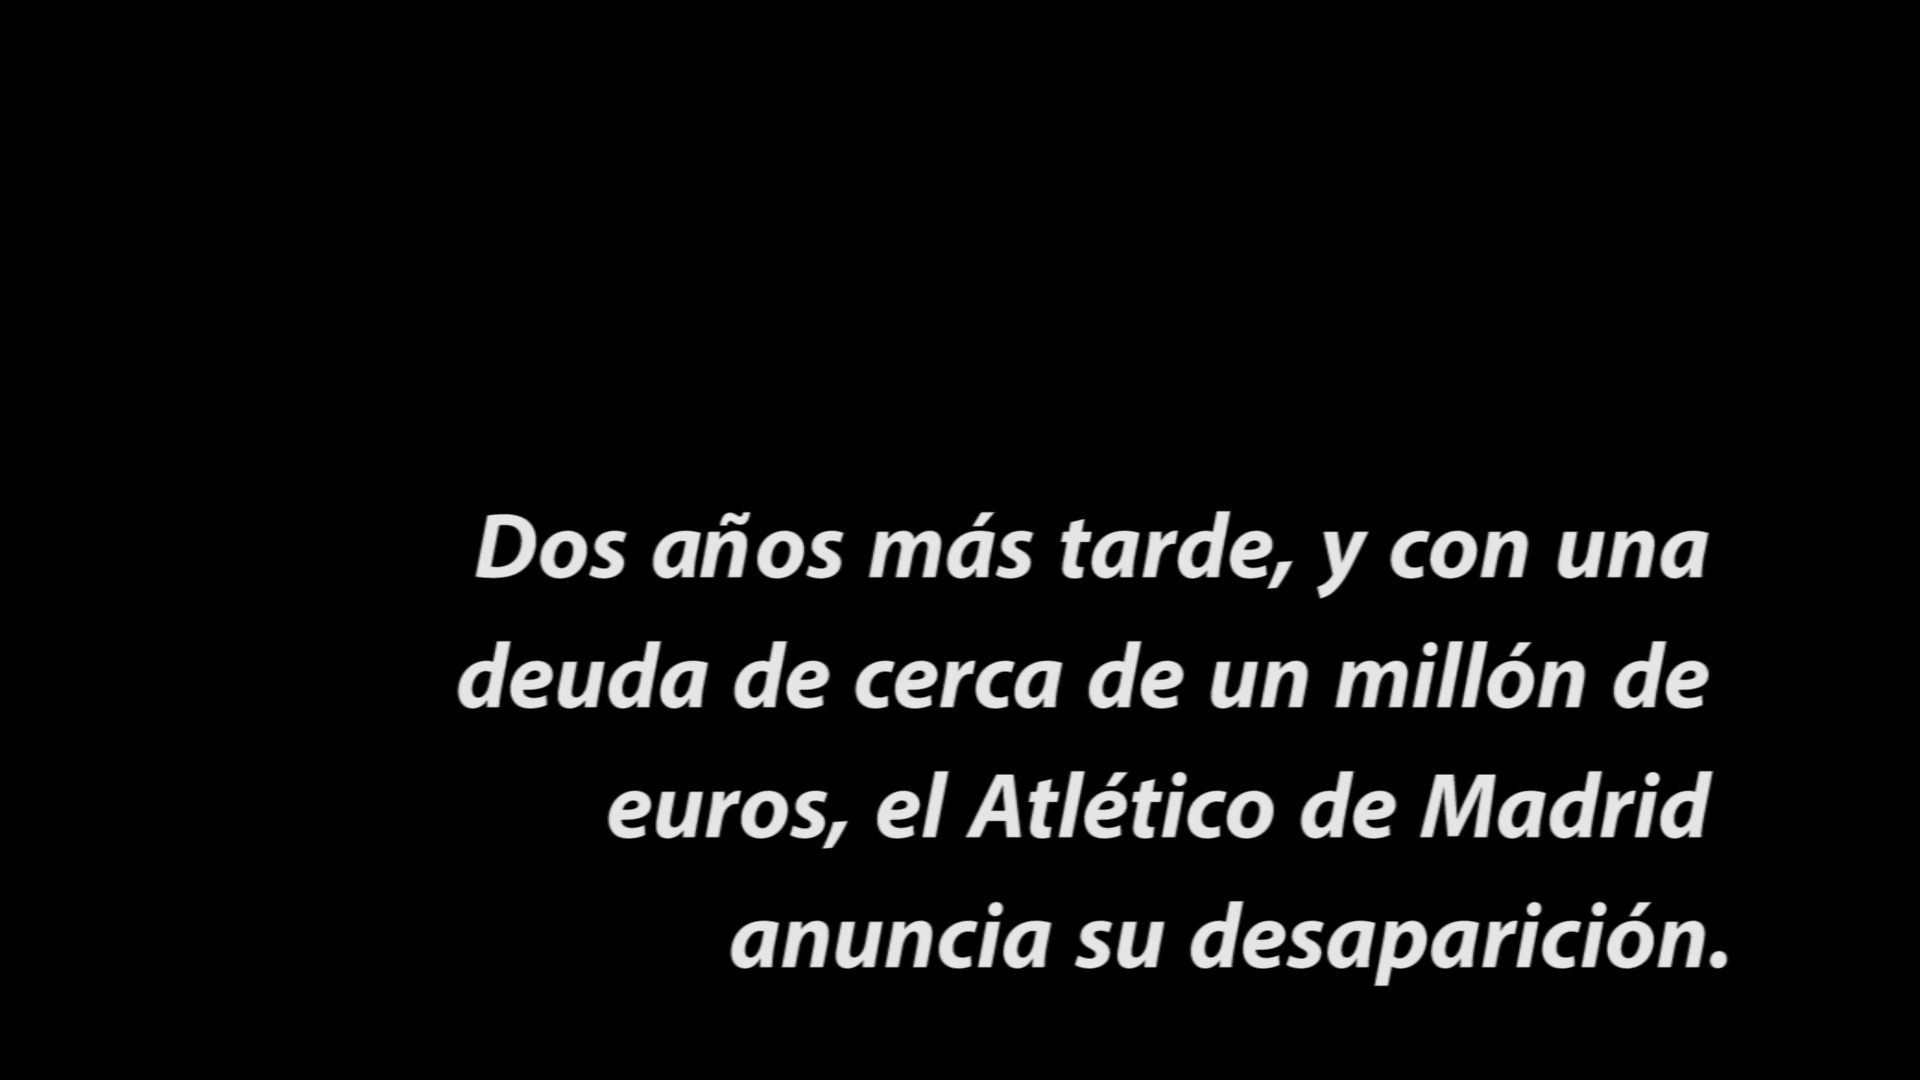 Dos años más tarde, y con una
deuda de cerca de un millón de
euros, el Atlético de Madrid
anuncia su desaparición.